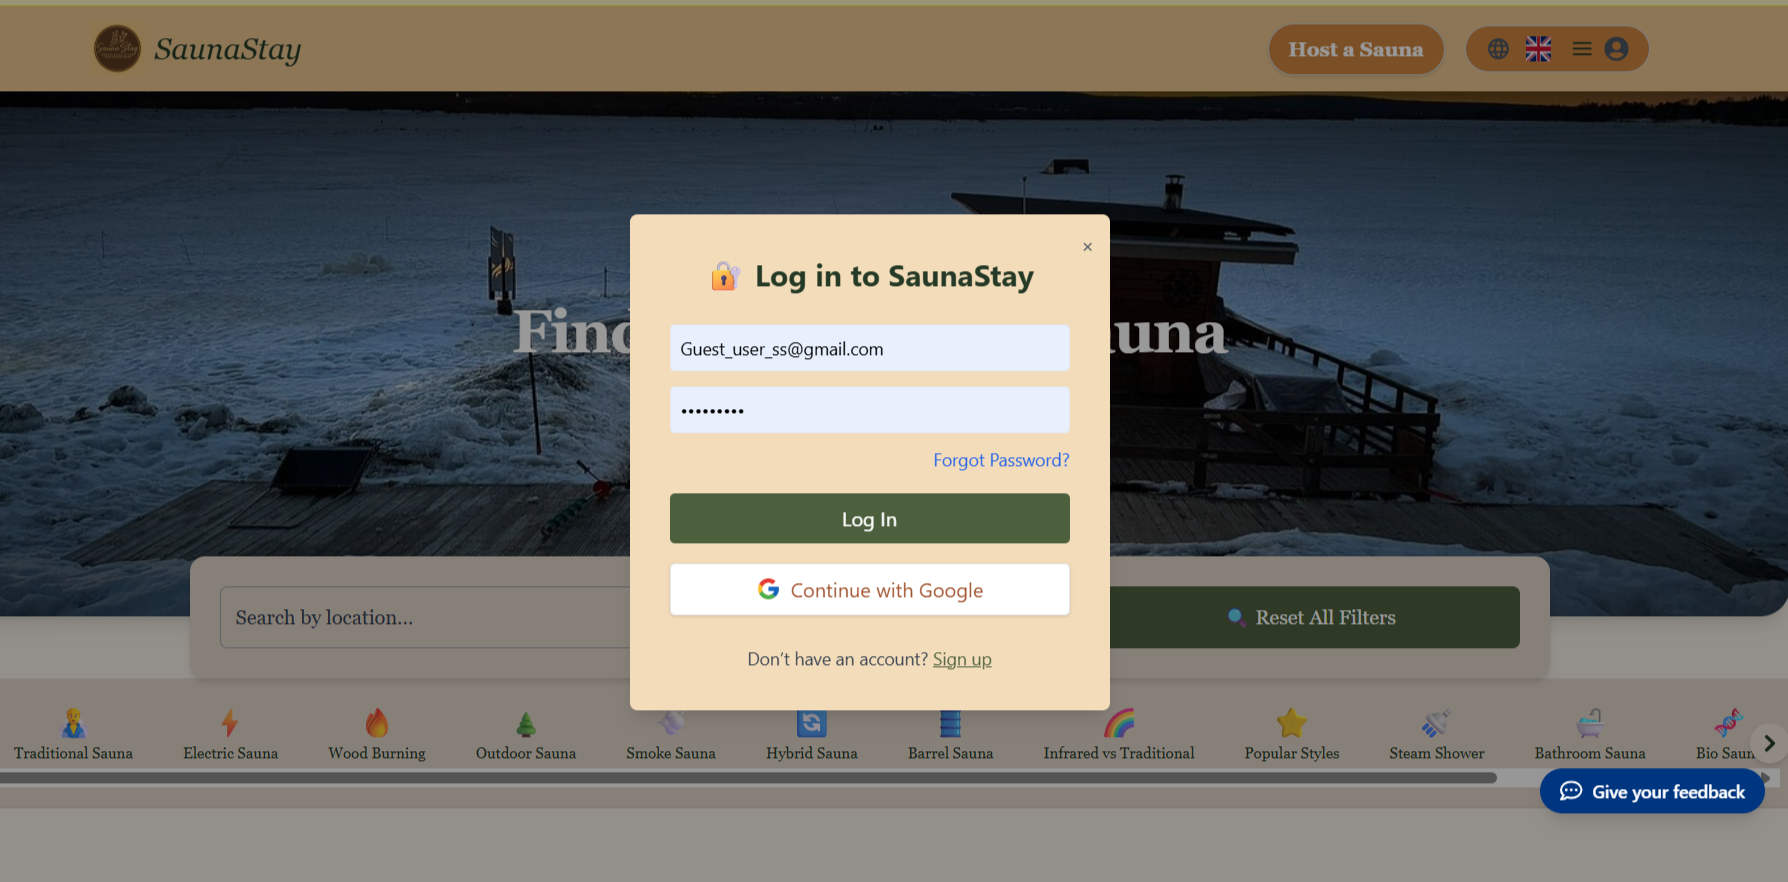 SaunaStay
Host a Sauna
Find
una
×
Log in to SaunaStay
Guest_user_ss@gmail.com
•••••••••
Forgot Password?
Log In
Continue with Google
Don’t have an account? Sign up
Search by location...
Reset All Filters
Traditional Sauna
Electric Sauna
Wood Burning
Outdoor Sauna
Smoke Sauna
Hybrid Sauna
Barrel Sauna
Infrared vs Traditional
Popular Styles
Steam Shower
Bathroom Sauna
Bio Saun
Give your feedback